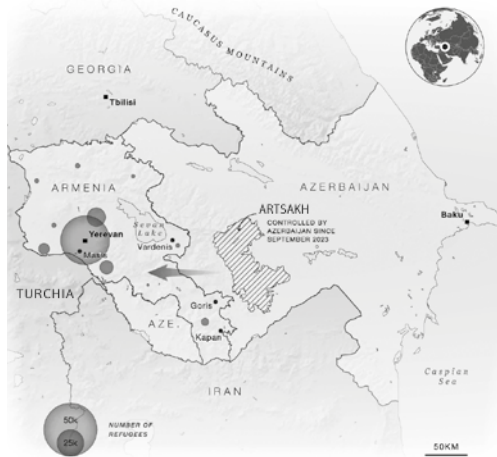 CAUCASUS MOUNTAINS
GEORGIA
Tbilisi
ARMENIA
AZERBAIJAN
Sevan
Lake
ARTSAKH
CONTROLLED BY
AZERBAIJAN SINCE
SEPTEMBER 2023
Baku
Yerevan
Vardenis
Masis
TURCHIA
Goris
AZE.
Kapan
Caspian
Sea
IRAN
50K
25K
NUMBER OF
REFUGEES
50KM